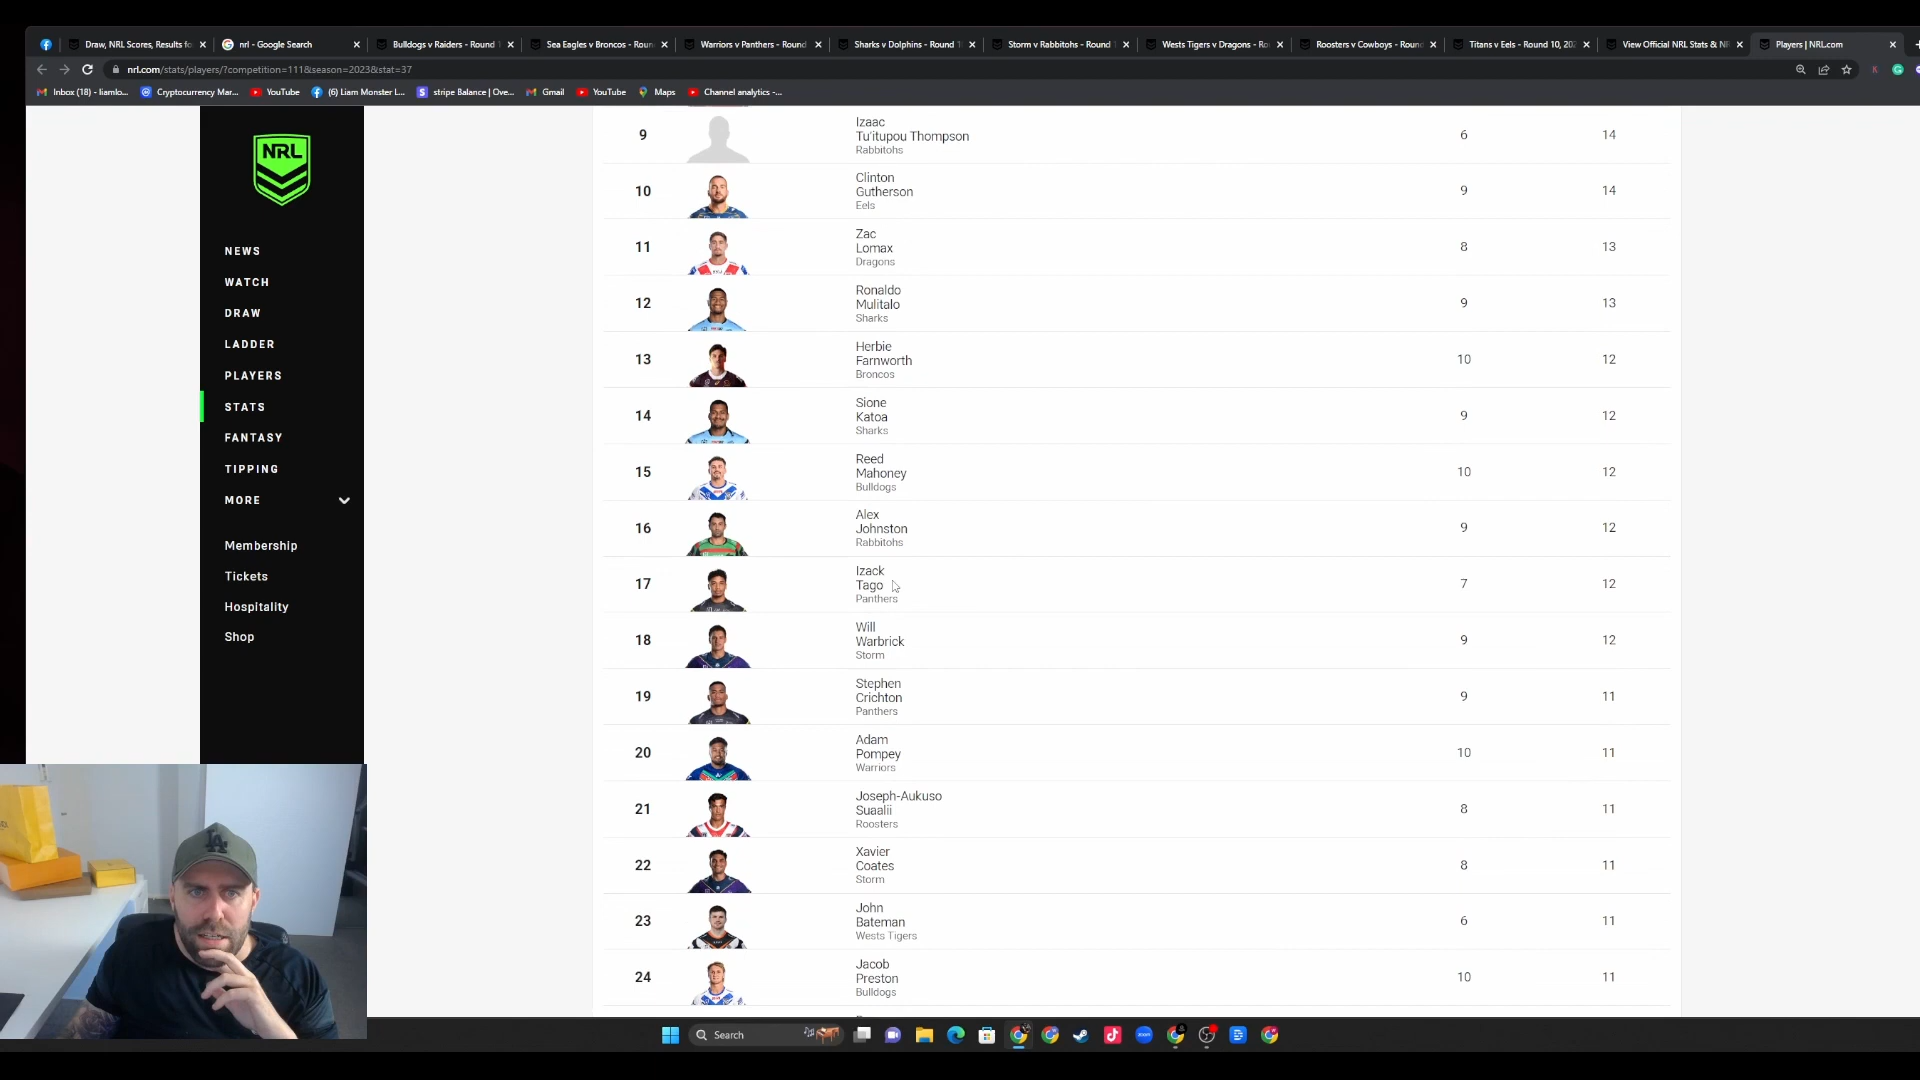 Draw, NRL Scores, Results fo
nrl - Google Search
Bulldogs v Raiders - Round 1
Sea Eagles v Broncos - Roun
Warriors v Panthers - Round
Sharks v Dolphins - Round 1
Storm v Rabbitohs - Round 1
Wests Tigers v Dragons - Ro
Roosters v Cowboys - Round
Titans v Eels - Round 10, 202
View Official NRL Stats & NR
Players | NRL.com
nrl.com/stats/players/?competition=111&season=2023&stat=37
Inbox (18) - liamlo...
Cryptocurrency Mar...
YouTube
(6) Liam Monster L...
stripe Balance | Ove...
Gmail
YouTube
Maps
Channel analytics -...
NRL
NEWS
WATCH
DRAW
LADDER
PLAYERS
STATS
FANTASY
TIPPING
MORE
Membership
Tickets
Hospitality
Shop
9 Izaac 6 14
Tu'itupou Thompson
Rabbitohs
10 Clinton 9 14
Gutherson
Eels
11 Zac 8 13
Lomax
Dragons
12 Ronaldo 9 13
Mulitalo
Sharks
13 Herbie 10 12
Farnworth
Broncos
14 Sione 9 12
Katoa
Sharks
15 Reed 10 12
Mahoney
Bulldogs
16 Alex 9 12
Johnston
Rabbitohs
17 Izack 7 12
Tago
Panthers
18 Will 9 12
Warbrick
Storm
19 Stephen 9 11
Crichton
Panthers
20 Adam 10 11
Pompey
Warriors
21 Joseph-Aukuso 8 11
Suaalii
Roosters
22 Xavier 8 11
Coates
Storm
23 John 6 11
Bateman
Wests Tigers
24 Jacob 10 11
Preston
Bulldogs
LA
Search